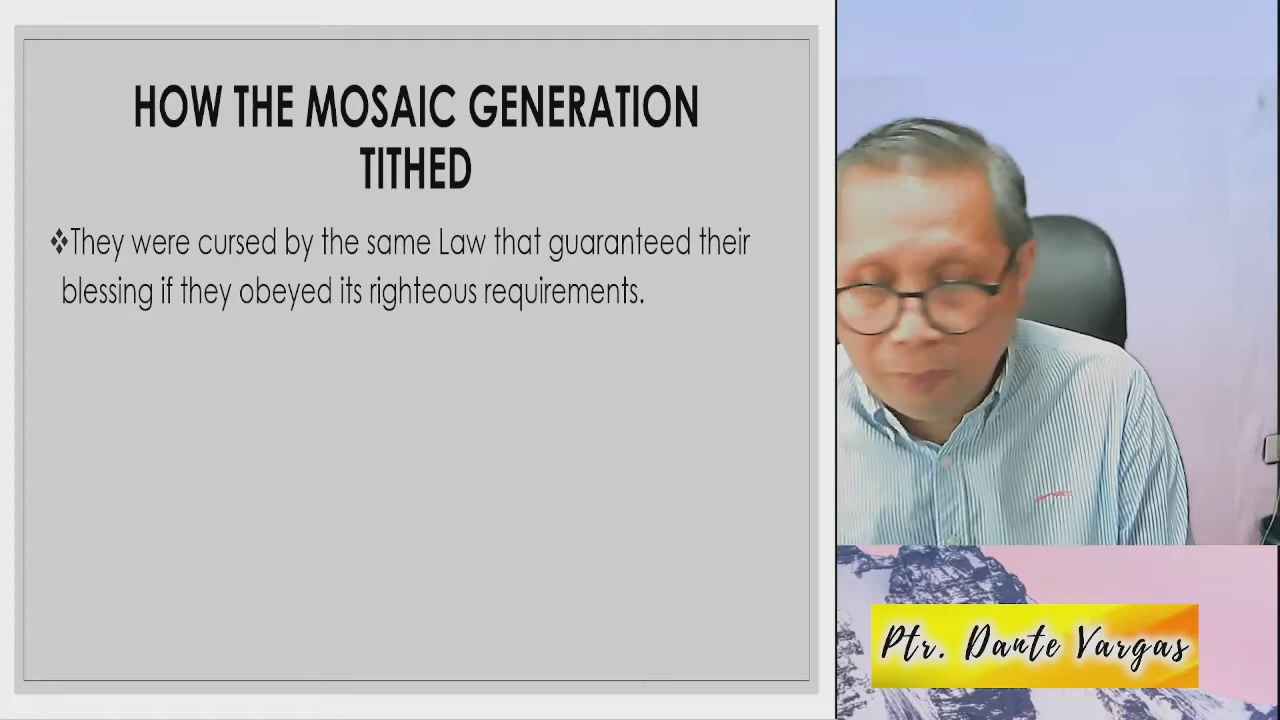 HOW THE MOSAIC GENERATION
TITHED
❖They were cursed by the same Law that guaranteed their
blessing if they obeyed its righteous requirements.
Ptr. Dante Vargas